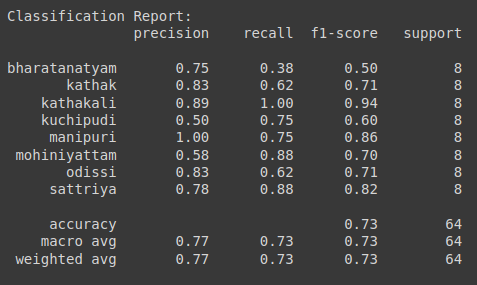 Classification Report:
precision recall f1-score support
bharatanatyam 0.75 0.38 0.50 8
kathak 0.83 0.62 0.71 8
kathakali 0.89 1.00 0.94 8
kuchipudi 0.50 0.75 0.60 8
manipuri 1.00 0.75 0.86 8
mohiniyattam 0.58 0.88 0.70 8
odissi 0.83 0.62 0.71 8
sattriya 0.78 0.88 0.82 8
accuracy 0.73 64
macro avg 0.77 0.73 0.73 64
weighted avg 0.77 0.73 0.73 64